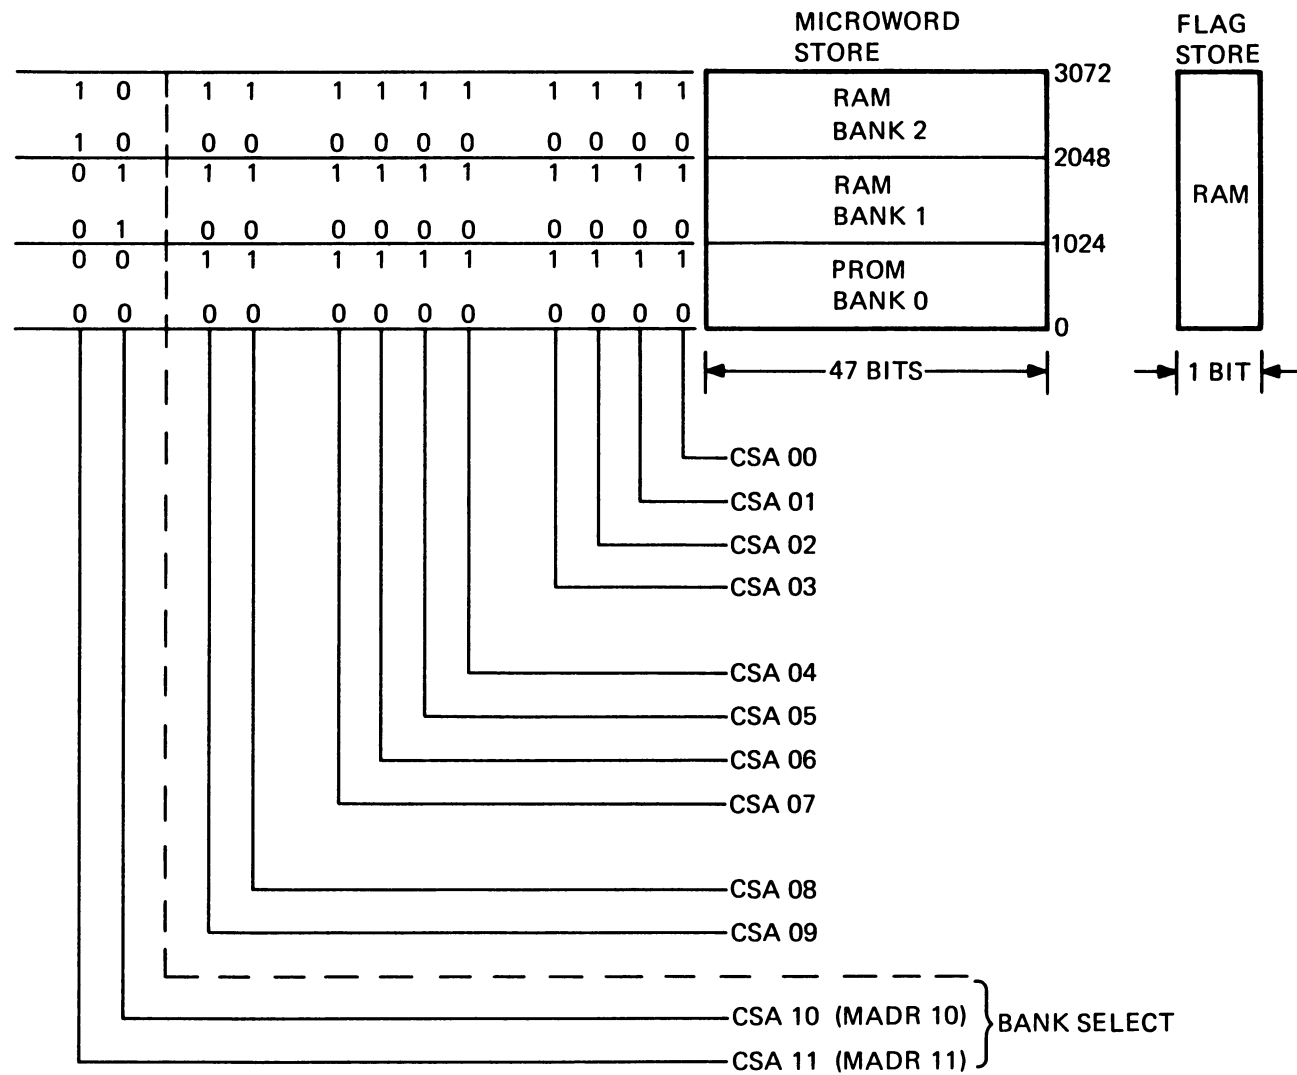 MICROWORD
STORE
FLAG
STORE
3072
1 0 1 1 1 1 1 1 1 1 1 1
RAM
BANK 2
1 0 0 0 0 0 0 0 0 0 0 0
2048
0 1 1 1 1 1 1 1 1 1 1 1
RAM
BANK 1
RAM
0 1 0 0 0 0 0 0 0 0 0 0
1024
0 0 1 1 1 1 1 1 1 1 1 1
PROM
BANK 0
0 0 0 0 0 0 0 0 0 0 0 0
0
47 BITS
1 BIT
CSA 00
CSA 01
CSA 02
CSA 03
CSA 04
CSA 05
CSA 06
CSA 07
CSA 08
CSA 09
CSA 10 (MADR 10)
BANK SELECT
CSA 11 (MADR 11)